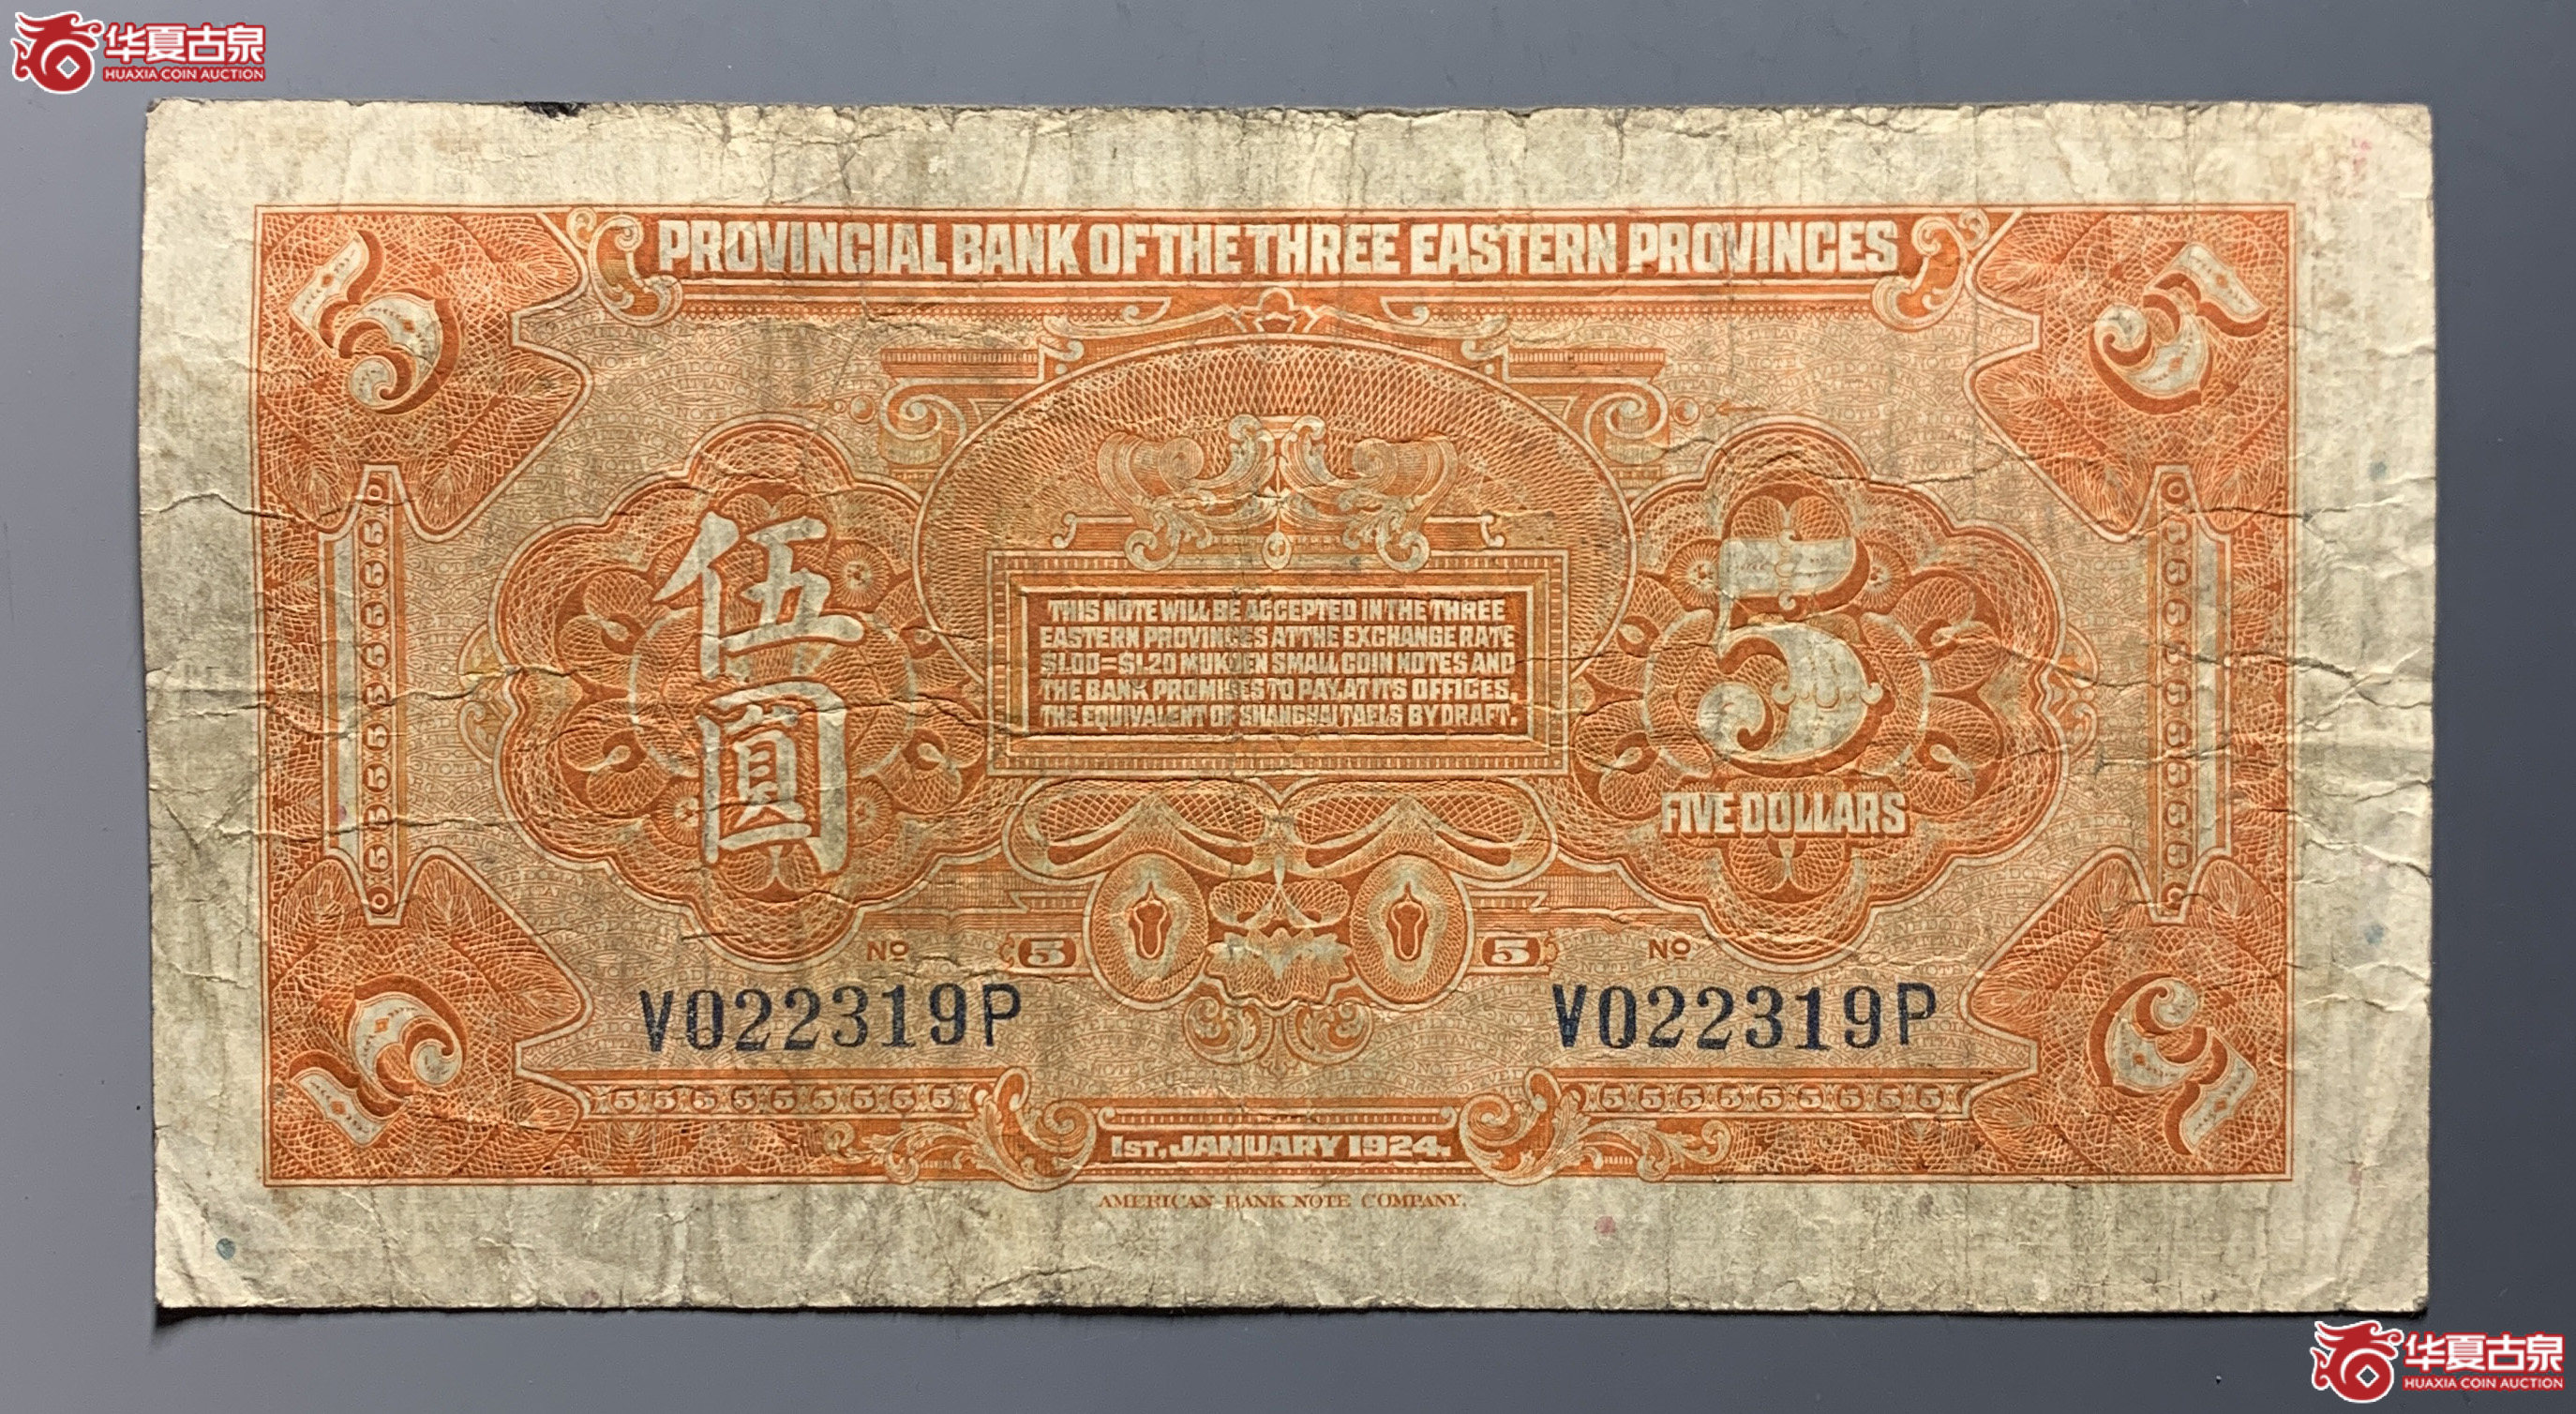 华夏古泉
HUAXIA COIN AUCTION
PROVINCIAL BANK OF THE THREE EASTERN PROVINCES
5
5
伍圓
THIS NOTE WILL BE ACCEPTED IN THE THREE
EASTERN PROVINCES AT THE EXCHANGE RATE
$1.00=$1.20 MUKDEN SMALL COIN NOTES AND
THE BANK PROMISES TO PAY, AT ITS OFFICES,
THE EQUIVALENT OF SHANGHAI TAELS BY DRAFT.
5
FIVE DOLLARS
0555555555550
0555555555550
NO
5
5
NO
V022319P
V022319P
5
5
555555555
555555555
1ST, JANUARY 1924.
AMERICAN BANK NOTE COMPANY.
华夏古泉
HUAXIA COIN AUCTION